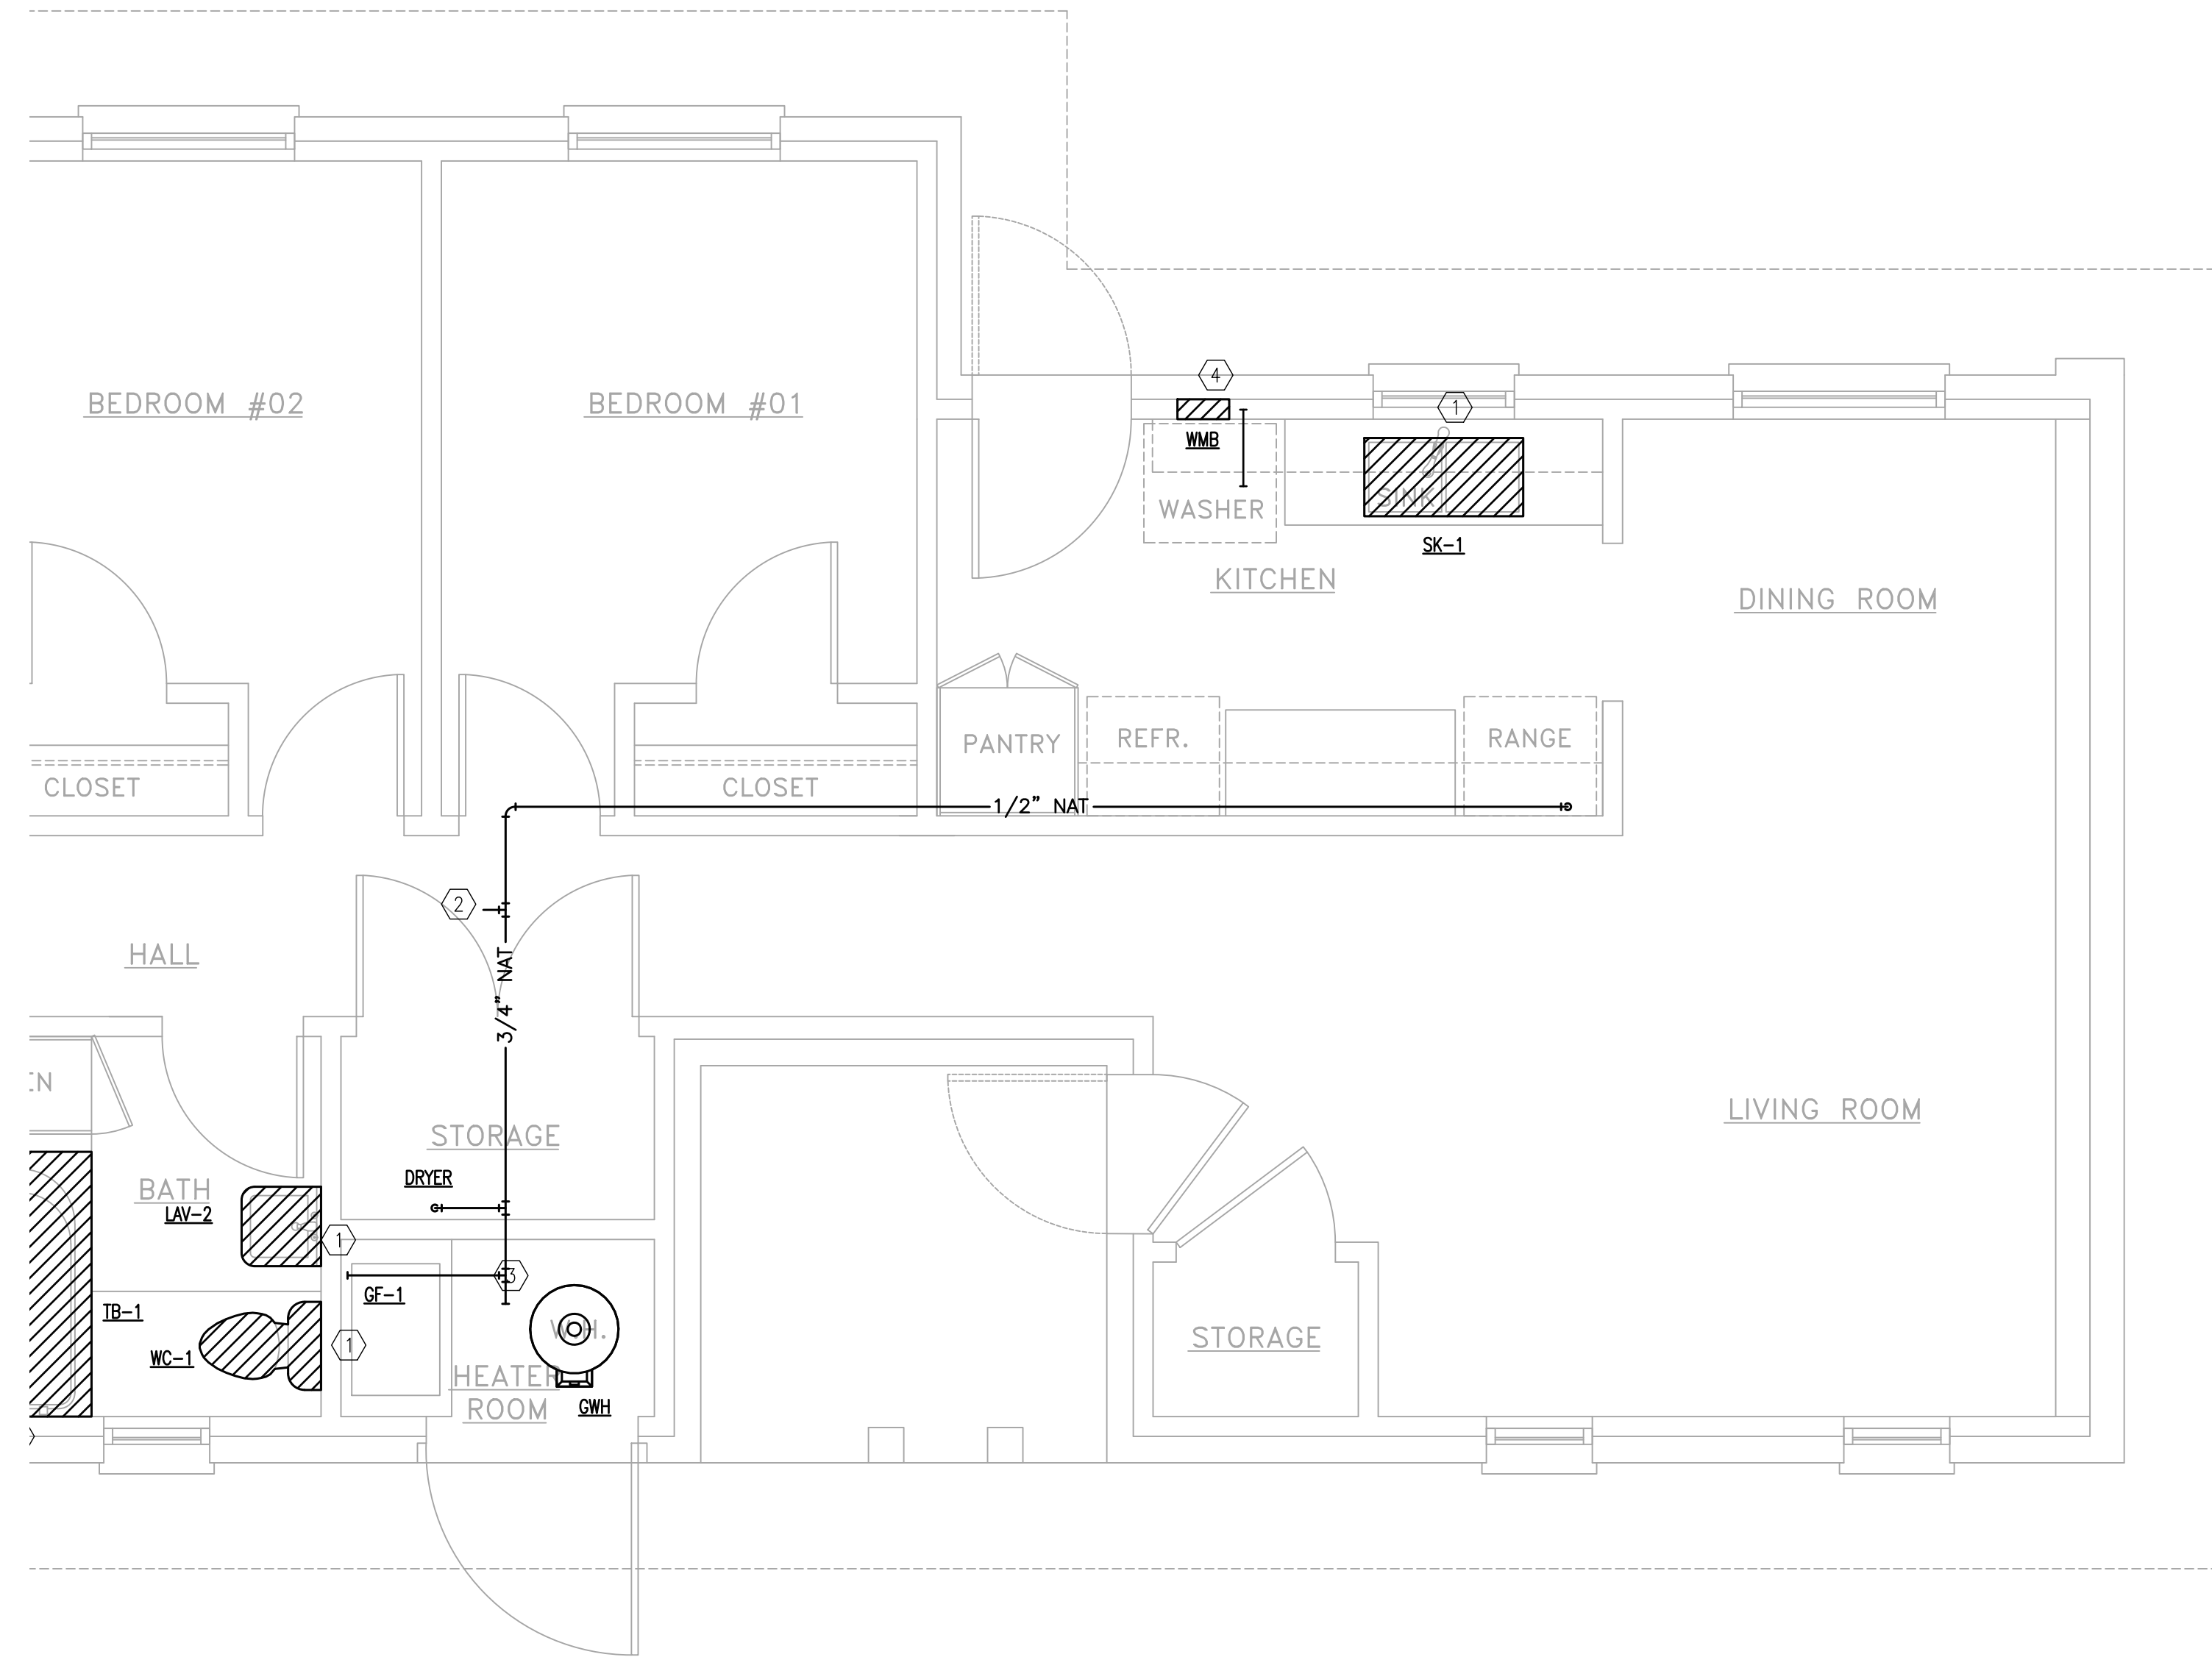 4
BEDROOM #02
BEDROOM #01
1
WMB
WASHER
SINK
SK-1
KITCHEN
DINING ROOM
PANTRY
REFR.
RANGE
CLOSET
CLOSET
1/2" NAT
2
HALL
3/4" NAT
EN
STORAGE
LIVING ROOM
DRYER
BATH
LAV-2
1
3
GF-1
TB-1
W.H.
1
WC-1
STORAGE
HEATER
ROOM
GWH